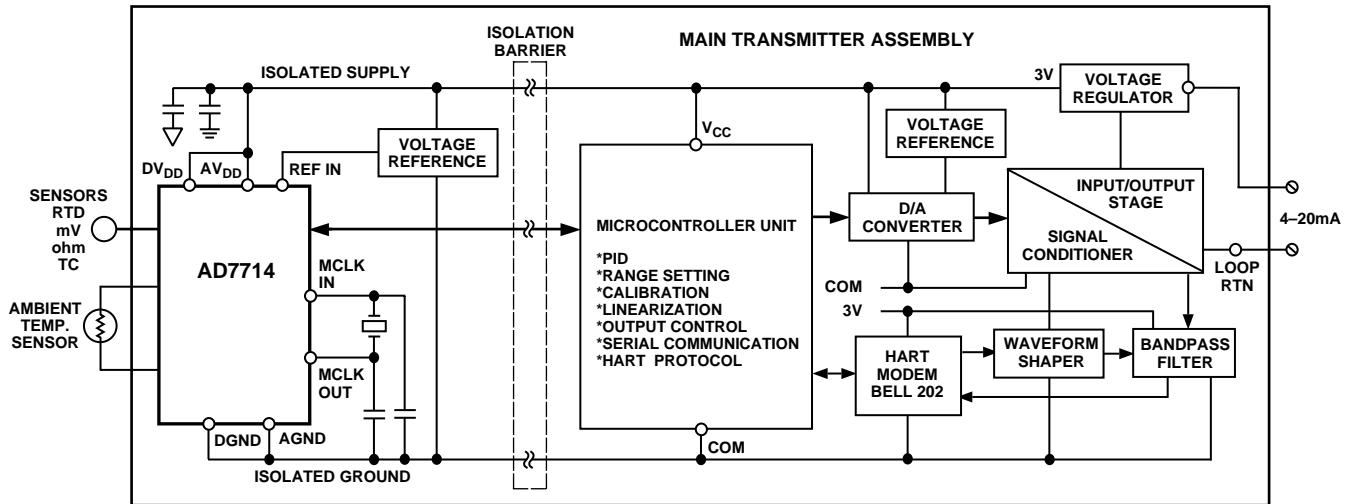 ISOLATION
BARRIER
MAIN TRANSMITTER ASSEMBLY
ISOLATED SUPPLY
3V
VOLTAGE
REGULATOR
VCC
VOLTAGE
REFERENCE
VOLTAGE
REFERENCE
DVDD
AVDD
REF IN
SENSORS
RTD
mV
ohm
TC
AD7714
MCLK
IN
MCLK
OUT
AMBIENT
TEMP.
SENSOR
DGND
AGND
ISOLATED GROUND
MICROCONTROLLER UNIT
*PID
*RANGE SETTING
*CALIBRATION
*LINEARIZATION
*OUTPUT CONTROL
*SERIAL COMMUNICATION
*HART PROTOCOL
COM
D/A
CONVERTER
INPUT/OUTPUT
STAGE
SIGNAL
CONDITIONER
4–20mA
LOOP
RTN
COM
3V
HART
MODEM
BELL 202
WAVEFORM
SHAPER
BANDPASS
FILTER